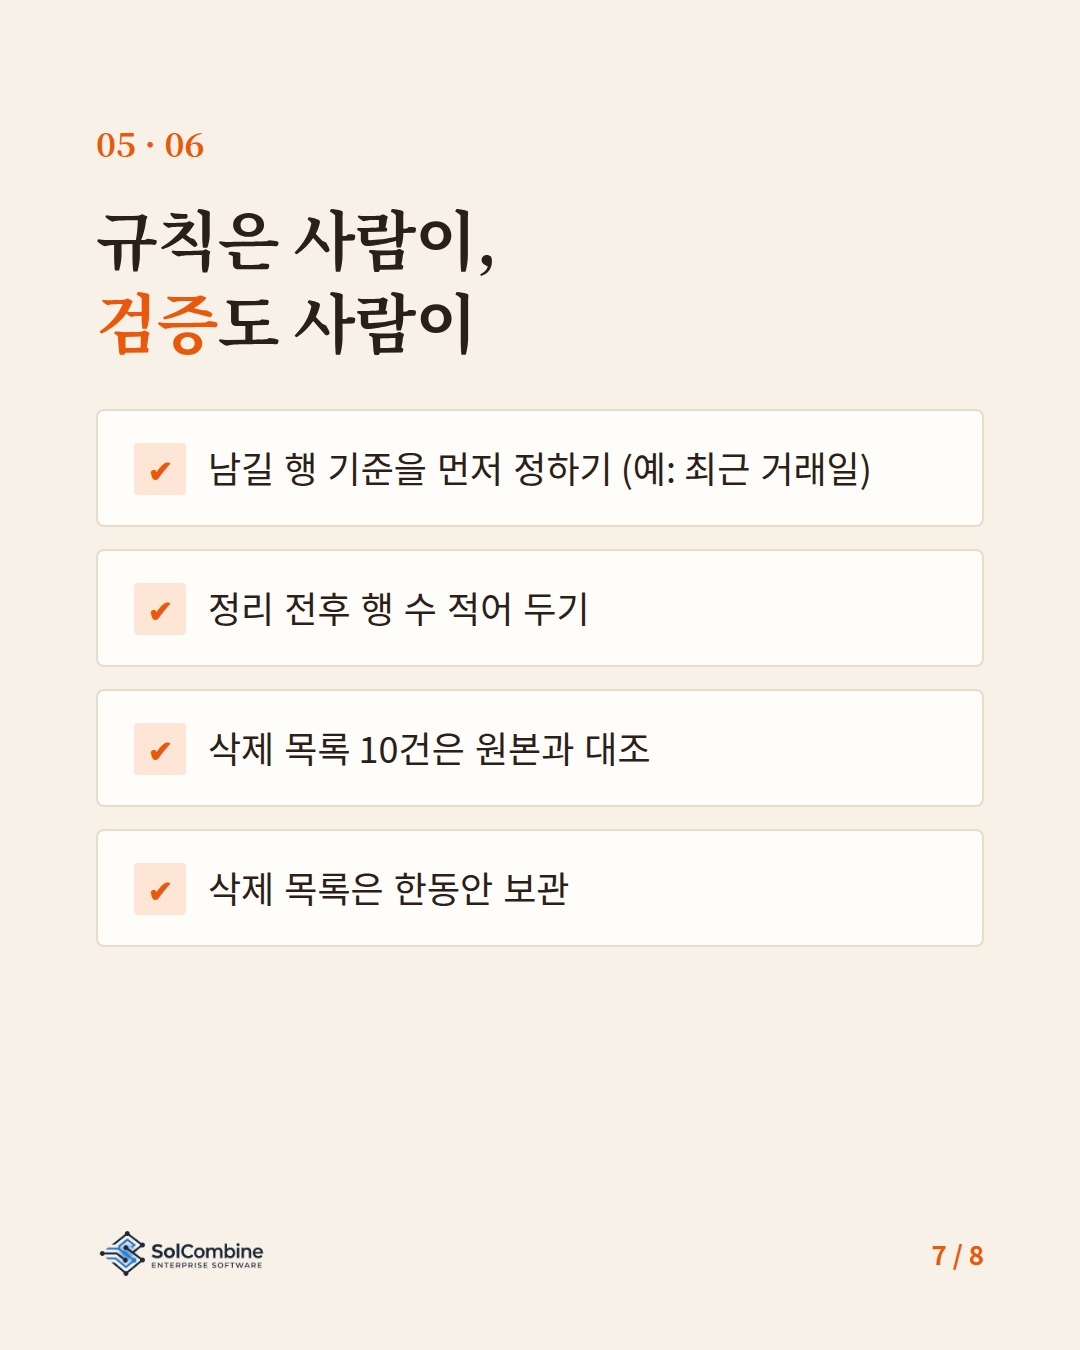 05 · 06
규칙은 사람이,
검증도 사람이
✔ 남길 행 기준을 먼저 정하기 (예: 최근 거래일)
✔ 정리 전후 행 수 적어 두기
✔ 삭제 목록 10건은 원본과 대조
✔ 삭제 목록은 한동안 보관
SolCombine
ENTERPRISE SOFTWARE
7 / 8